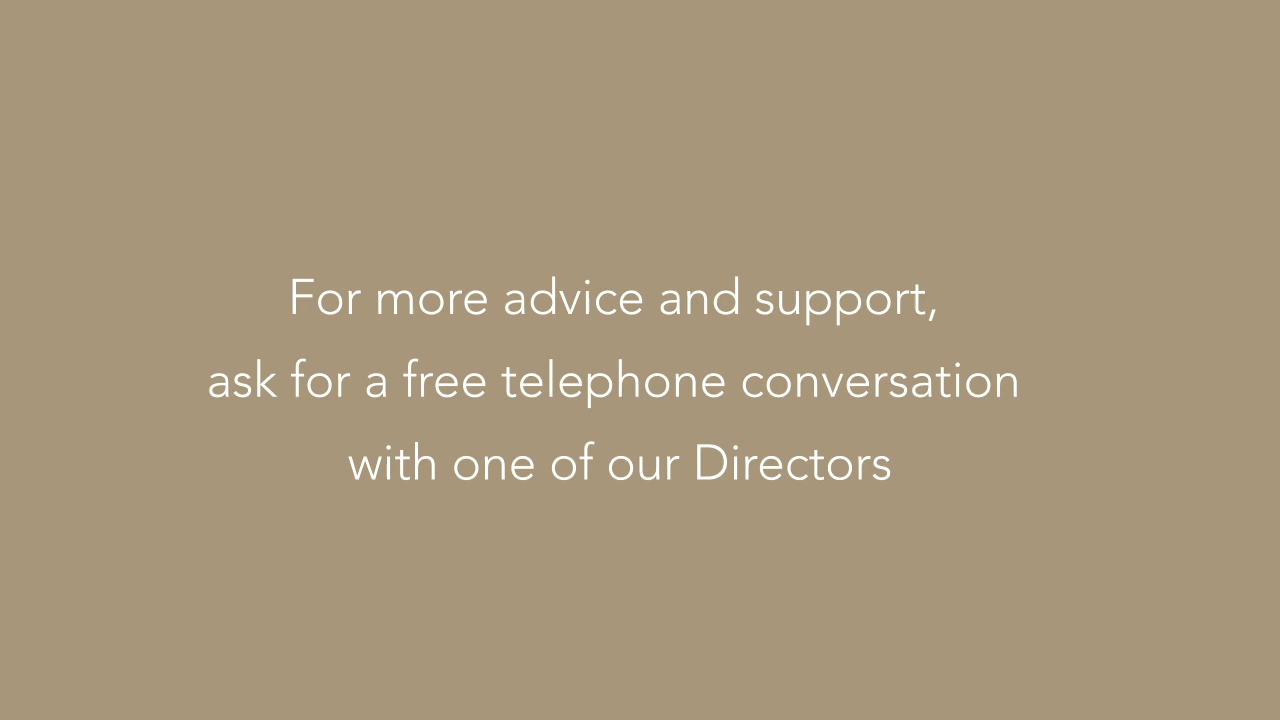 For more advice and support,
ask for a free telephone conversation
with one of our Directors